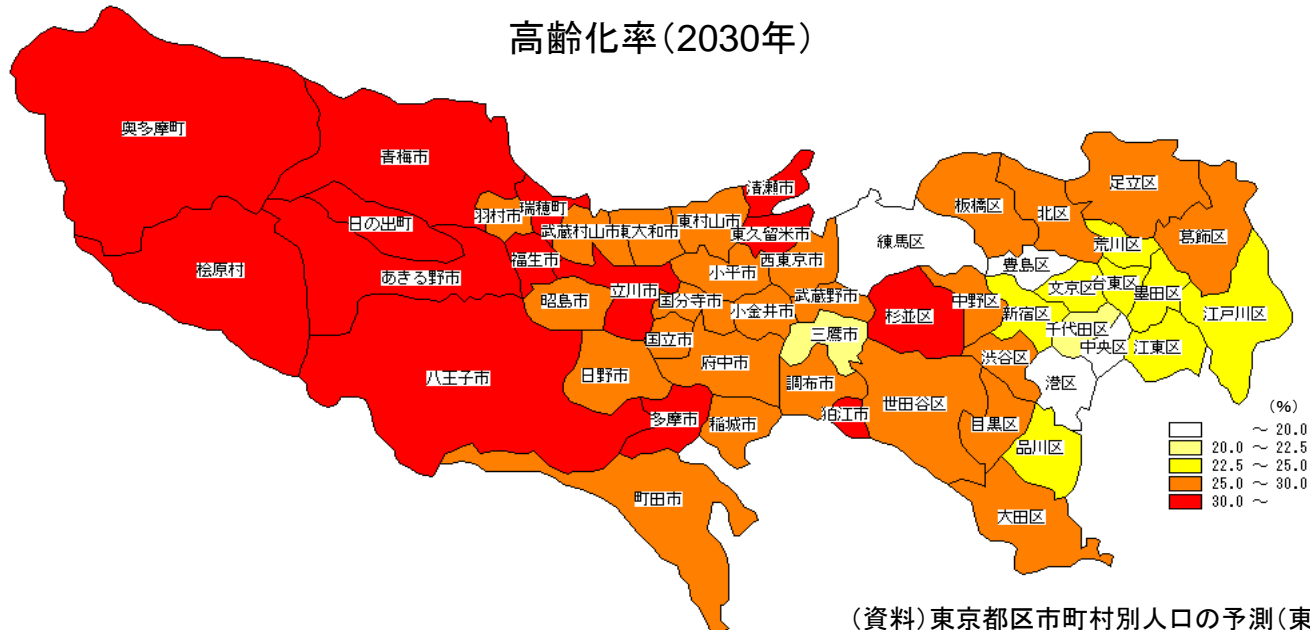 高齢化率(2030年)
奥多摩町
青梅市
日の出町
桧原村
あきる野市
羽村市
瑞穂町
福生市
武蔵村山市
東大和市
東村山市
清瀬市
東久留米市
西東京市
小平市
立川市
昭島市
国分寺市
小金井市
武蔵野市
国立市
三鷹市
八王子市
日野市
府中市
調布市
多摩市
稲城市
狛江市
町田市
練馬区
板橋区
北区
足立区
荒川区
葛飾区
豊島区
文京区
台東区
墨田区
江戸川区
杉並区
中野区
新宿区
千代田区
中央区
江東区
渋谷区
港区
世田谷区
目黒区
品川区
大田区
(%)
~ 20.0
20.0 ~ 22.5
22.5 ~ 25.0
25.0 ~ 30.0
30.0 ~
(資料)東京都区市町村別人口の予測(東